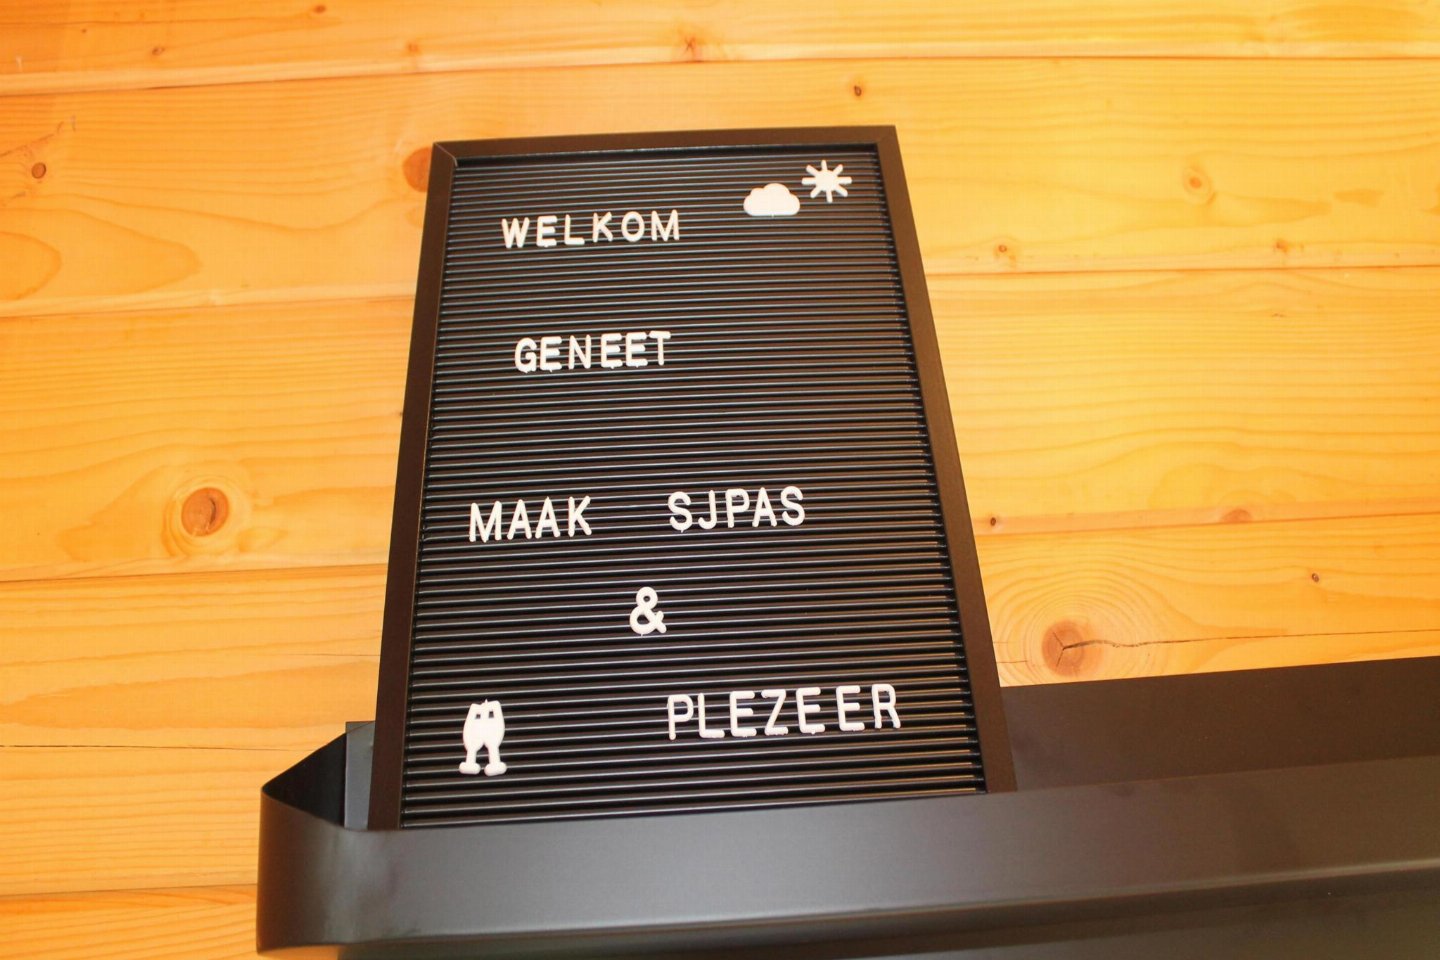 WELKOM
GENEET
MAAK SJPAS
&
PLEZEER